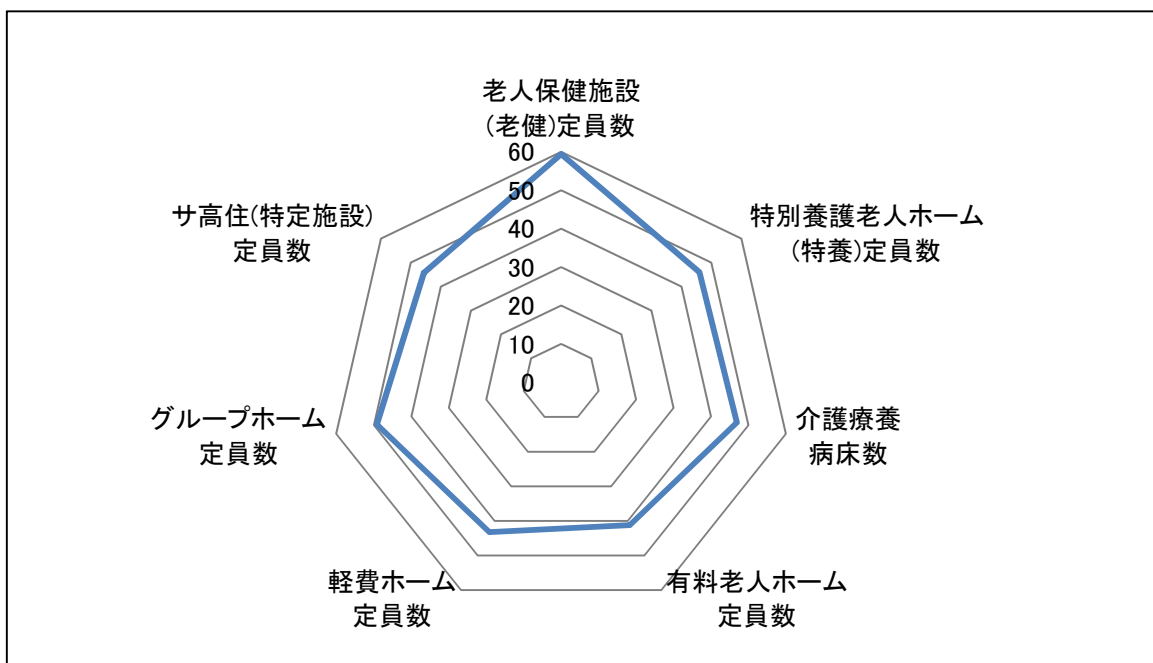 老人保健施設
(老健)定員数
60
50
40
30
20
10
0
特別養護老人ホーム
(特養)定員数
介護療養
病床数
有料老人ホーム
定員数
軽費ホーム
定員数
グループホーム
定員数
サ高住(特定施設)
定員数